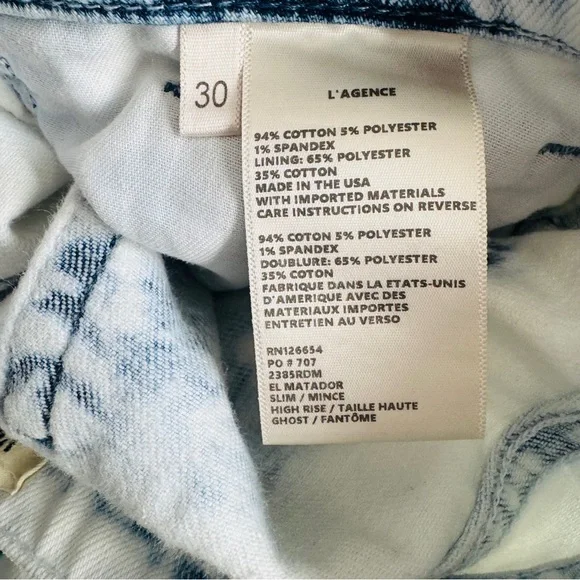 30
L'AGENCE
94% COTTON 5% POLYESTER
1% SPANDEX
LINING: 65% POLYESTER
35% COTTON
MADE IN THE USA
WITH IMPORTED MATERIALS
CARE INSTRUCTIONS ON REVERSE
94% COTTON 5% POLYESTER
1% SPANDEX
DOUBLURE: 65% POLYESTER
35% COTON
FABRIQUE DANS LA ETATS-UNIS
D'AMERIQUE AVEC DES
MATERIAUX IMPORTES
ENTRETIEN AU VERSO
RN126654
PO # 707
2385RDM
EL MATADOR
SLIM / MINCE
HIGH RISE / TAILLE HAUTE
GHOST / FANTÔME